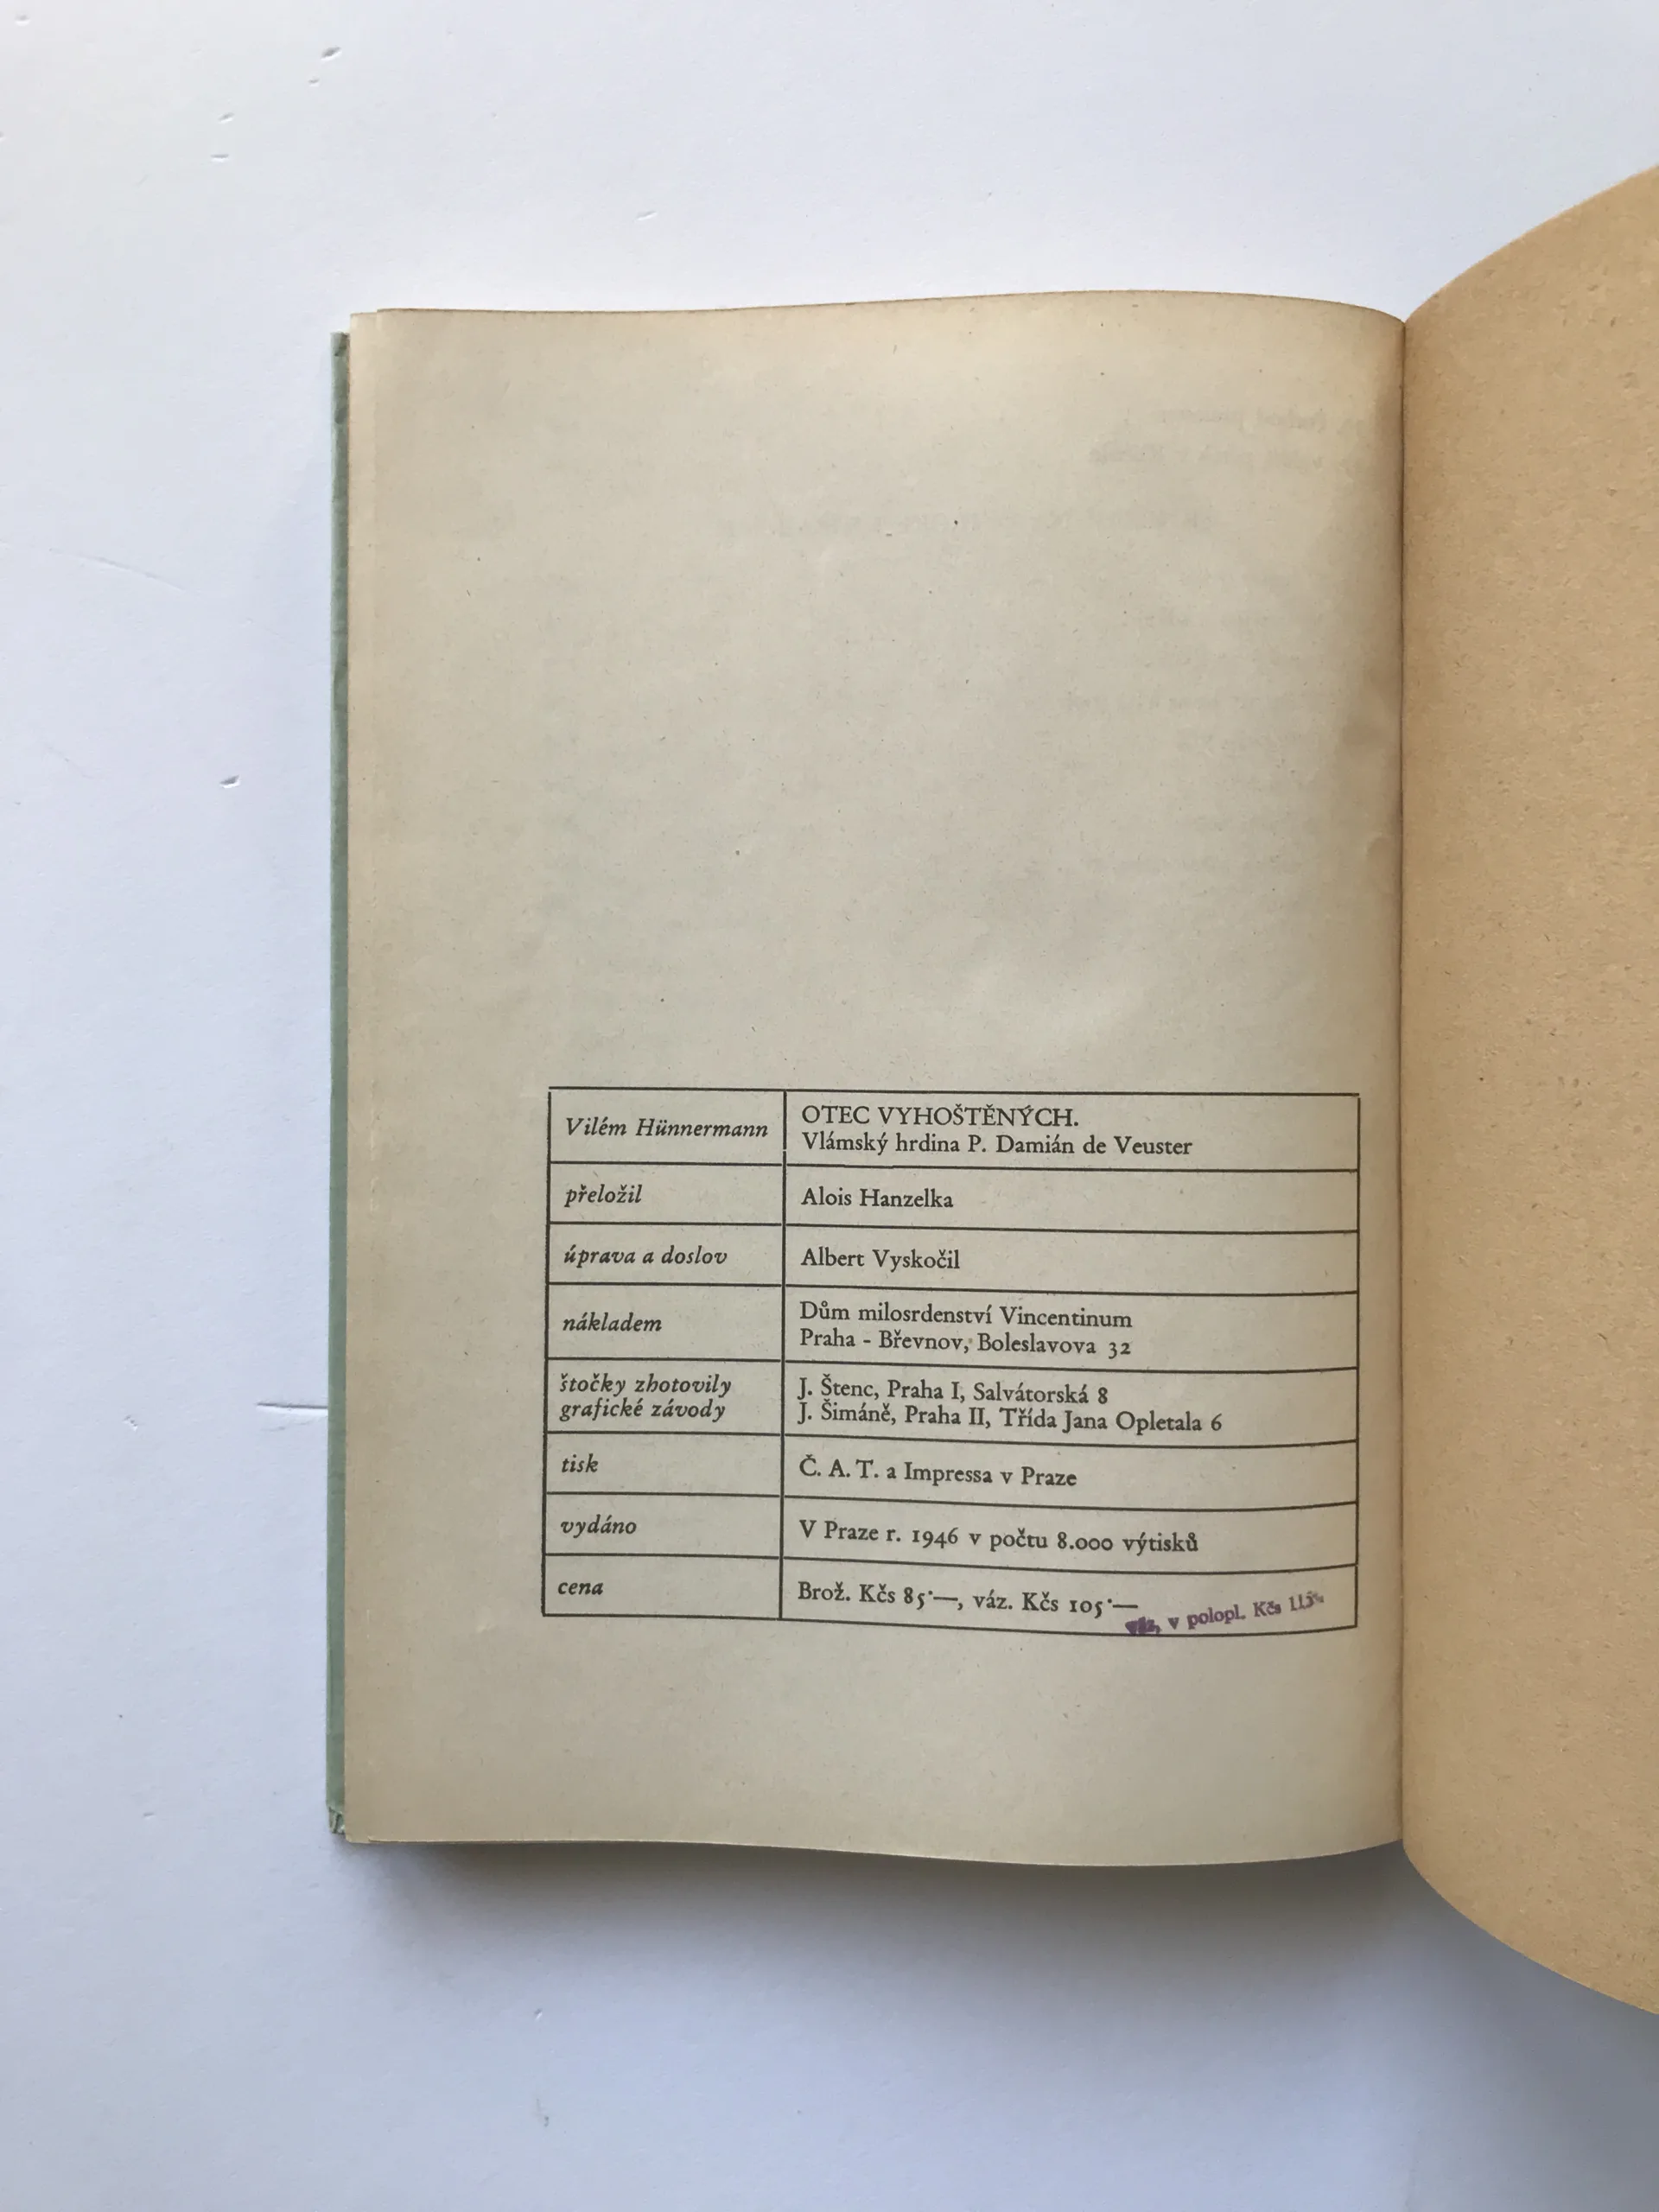 Vilém Hünnermann
OTEC VYHOŠTĚNÝCH.
Vlámský hrdina P. Damián de Veuster
přeložil
Alois Hanzelka
úprava a doslov
Albert Vyskočil
nákladem
Dům milosrdenství Vincentinum
Praha - Břevnov, Boleslavova 32
štočky zhotovily
grafické závody
J. Štenc, Praha I, Salvátorská 8
J. Šimáně, Praha II, Třída Jana Opletala 6
tisk
Č. A. T. a Impressa v Praze
vydáno
V Praze r. 1946 v počtu 8.000 výtisků
cena
Brož. Kčs 85·—, váz. Kčs 105·—
váz. v polopl. Kčs 115